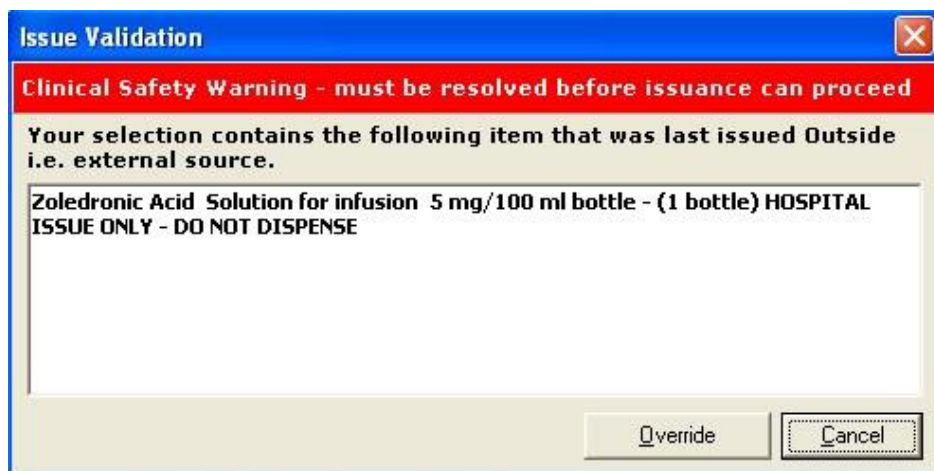 Issue Validation
Clinical Safety Warning - must be resolved before issuance can proceed
Your selection contains the following item that was last issued Outside
i.e. external source.
Zoledronic Acid  Solution for infusion  5 mg/100 ml bottle - (1 bottle) HOSPITAL
ISSUE ONLY - DO NOT DISPENSE
Override
Cancel